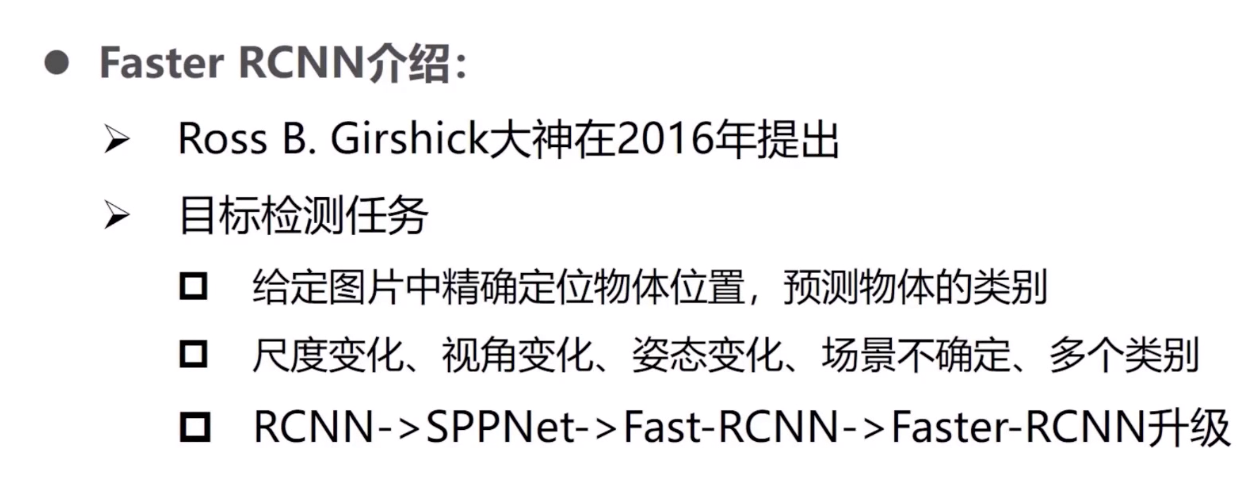 ● Faster RCNN介绍：
➢ Ross B. Girshick大神在2016年提出
➢ 目标检测任务
◻ 给定图片中精确定位物体位置，预测物体的类别
◻ 尺度变化、视角变化、姿态变化、场景不确定、多个类别
◻ RCNN->SPPNet->Fast-RCNN->Faster-RCNN升级